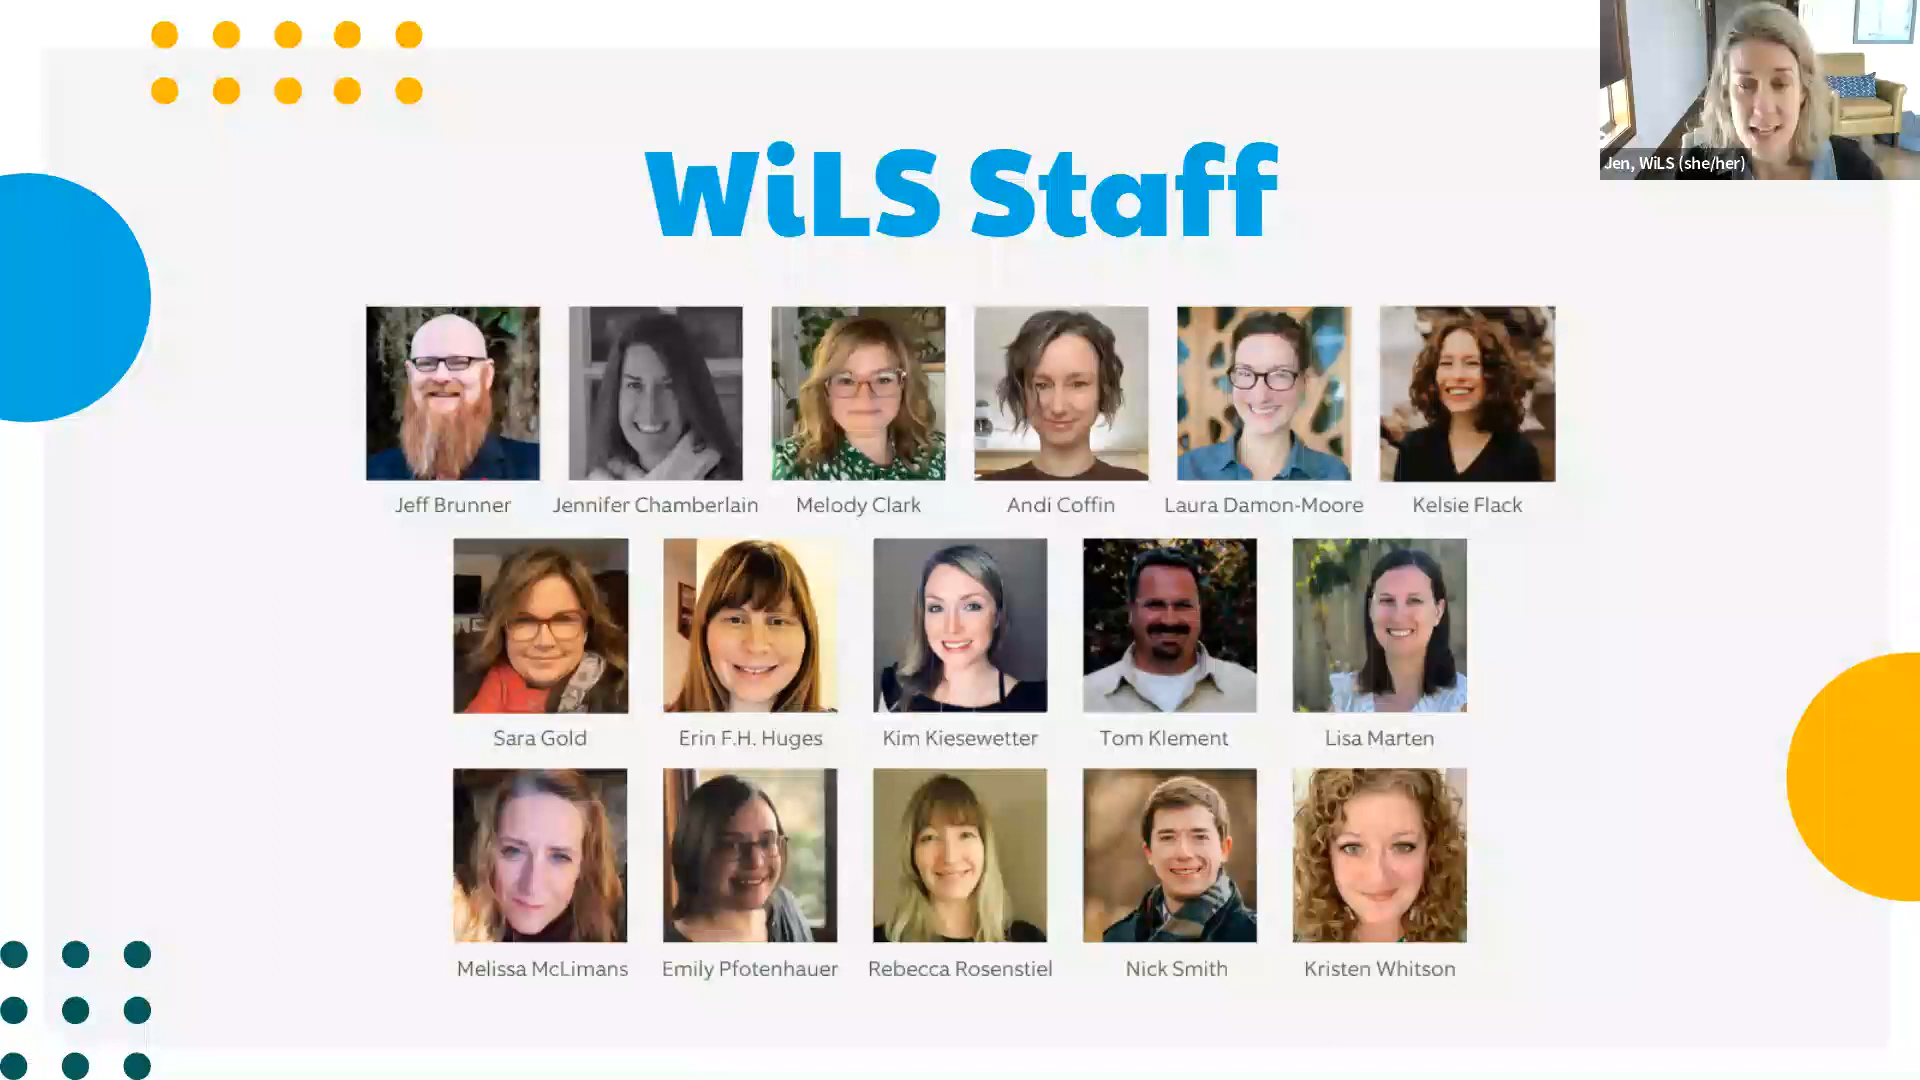 WiLS Staff
Jen, WiLS (she/her)
Jeff Brunner
Jennifer Chamberlain
Melody Clark
Andi Coffin
Laura Damon-Moore
Kelsie Flack
Sara Gold
Erin F.H. Huges
Kim Kiesewetter
Tom Klement
Lisa Marten
Melissa McLimans
Emily Pfotenhauer
Rebecca Rosenstiel
Nick Smith
Kristen Whitson